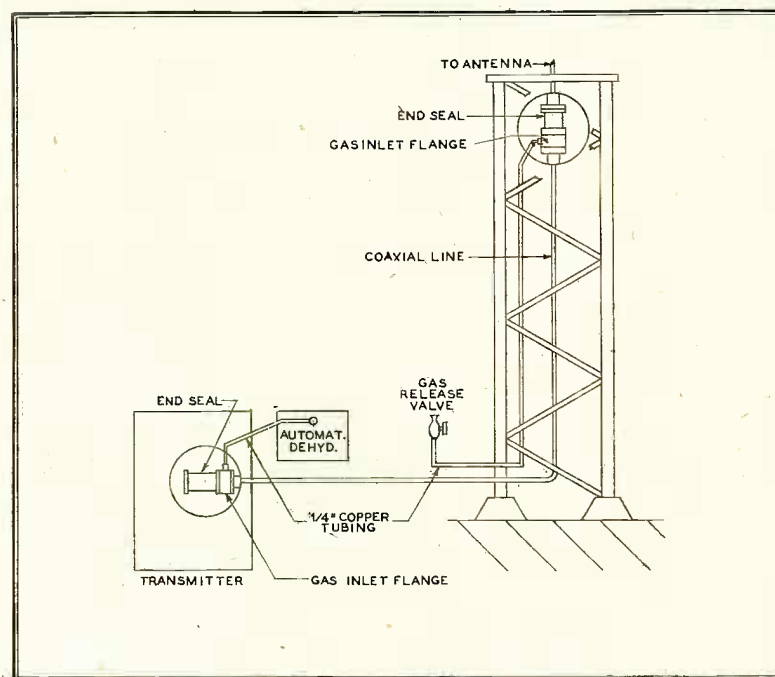 TO ANTENNA
END SEAL
GAS INLET FLANGE
COAXIAL LINE
GAS
RELEASE
VALVE
END SEAL
AUTOMAT.
DEHYD.
1/4" COPPER
TUBING
TRANSMITTER
GAS INLET FLANGE